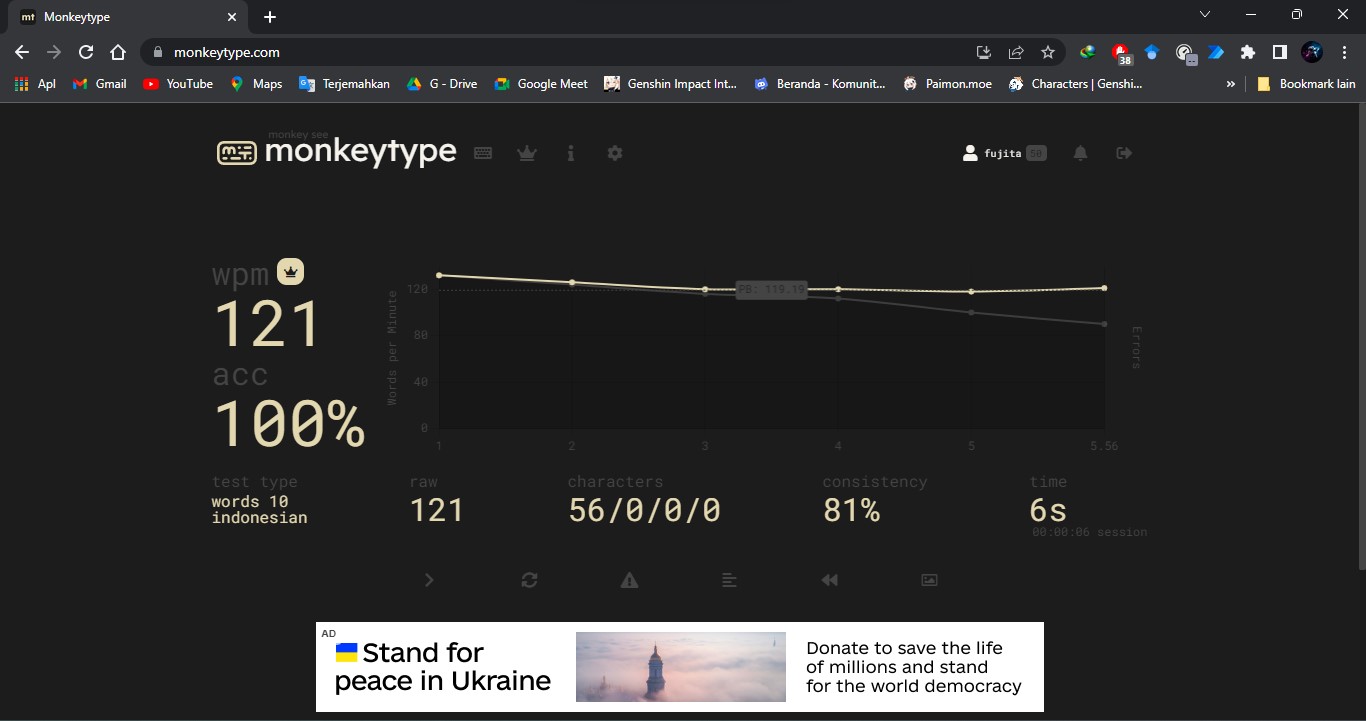 mt Monkeytype
monkeytype.com
38
Apl Gmail YouTube Maps Terjemahkan G - Drive Google Meet Genshin Impact Int... Beranda - Komunit... Paimon.moe Characters | Genshi... » Bookmark lain
monkey see
monkeytype
fujita 50
wpm
121
acc
100%
Words per Minute
120
80
40
0
PB: 119.19
1 2 3 4 5 5.56
Errors
test type
words 10
indonesian
raw
121
characters
56/0/0/0
consistency
81%
time
6s
00:00:06 session
AD
Stand for
peace in Ukraine
Donate to save the life
of millions and stand
for the world democracy